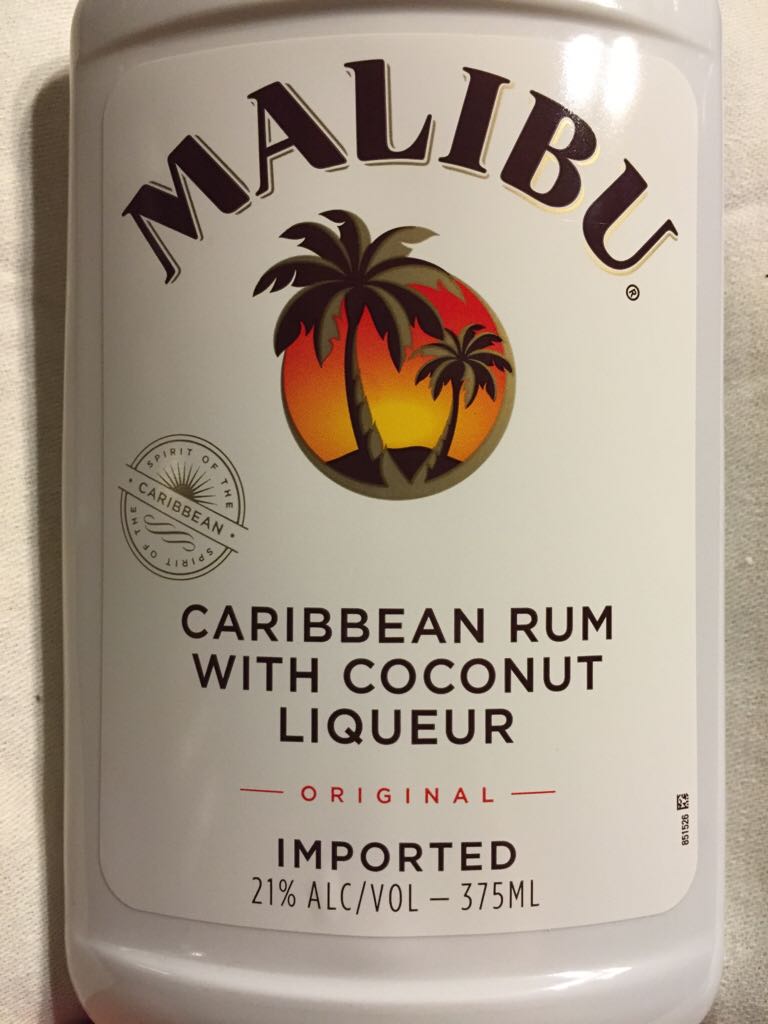 MALIBU
®
SPIRIT OF THE
CARIBBEAN
SPIRIT OF THE
CARIBBEAN RUM
WITH COCONUT
LIQUEUR
ORIGINAL
IMPORTED
21% ALC/VOL — 375ML
851526